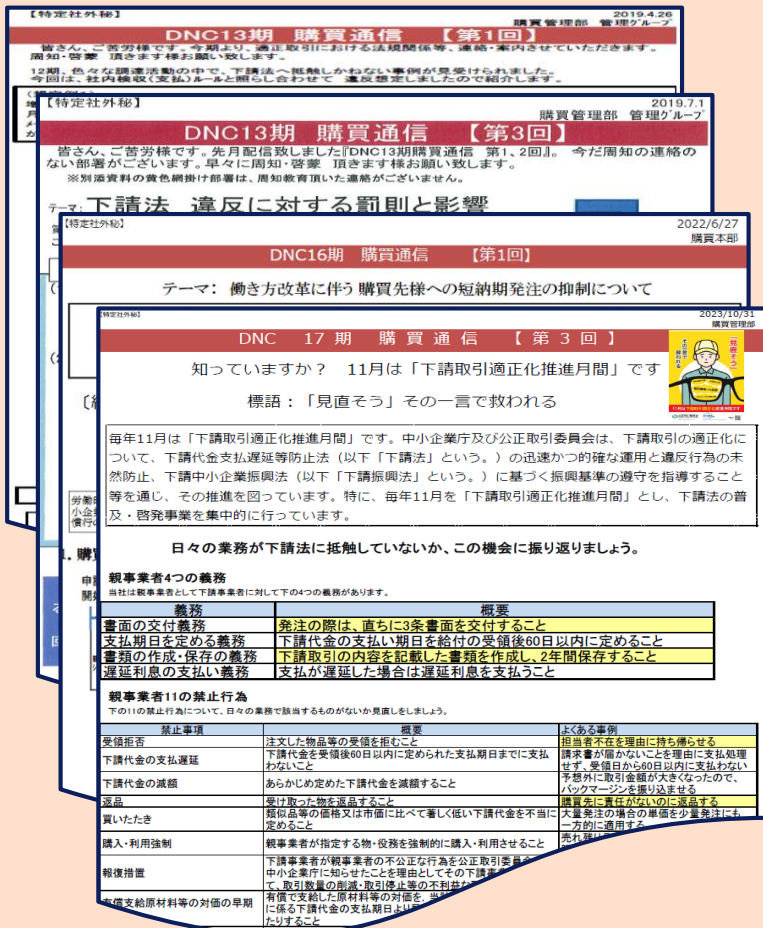 【特定社外秘】
2019.4.26
購買管理部 管理グループ
DNC13期 購買通信 【第1回】
皆さん、ご苦労様です。今期より、適正取引における法規関係等、連絡・案内させていただきます。
周知・啓蒙 頂きます様お願い致します。
12期、色々な調達活動の中で、下請法へ抵触しかねない事例が見受けられました。
今回は、社内検収(支払)ルールと照らし合わせて 違反想定しましたので紹介します。
【特定社外秘】
2019.7.1
購買管理部 管理グループ
DNC13期 購買通信 【第3回】
皆さん、ご苦労様です。先月配信致しました『DNC13期購買通信 第1、2回』。 今だ周知の連絡の
ない部署がございます。早々に周知・啓蒙 頂きます様お願い致します。
※別添資料の黄色網掛け部署は、周知教育頂いた連絡がございません。
テーマ:下請法 違反に対する罰則と影響
【特定社外秘】
2022/6/27
購買本部
DNC16期 購買通信 【第1回】
テーマ: 働き方改革に伴う購買先様への短納期発注の抑制について
【特定社外秘】
2023/10/31
購買管理部
DNC 17期 購買通信 【第3回】
知っていますか? 11月は「下請取引適正化推進月間」です
標語:「見直そう」その一言で救われる
毎年11月は「下請取引適正化推進月間」です。中小企業庁及び公正取引委員会は、下請取引の適正化に
ついて、下請代金支払遅延等防止法(以下「下請法」という。)の迅速かつ的確な運用と違反行為の未
然防止、下請中小企業振興法(以下「下請振興法」という。)に基づく振興基準の遵守を指導すること
等を通じ、その推進を図っています。特に、毎年11月を「下請取引適正化推進月間」とし、下請法の普
及・啓発事業を集中的に行っています。
日々の業務が下請法に抵触していないか、この機会に振り返りましょう。
親事業者4つの義務
当社は親事業者として下請事業者に対して下の4つの義務があります。
義務 概要
書面の交付義務 発注の際は、直ちに3条書面を交付すること
支払期日を定める義務 下請代金の支払い期日を給付の受領後60日以内に定めること
書類の作成・保存の義務 下請取引の内容を記載した書類を作成し、2年間保存すること
遅延利息の支払い義務 支払が遅延した場合は遅延利息を支払うこと
親事業者11の禁止行為
下の11の禁止行為について、日々の業務で該当するものがないか見直しをしましょう。
禁止事項 概要 よくある事例
受領拒否 注文した物品等の受領を拒むこと 担当者不在を理由に持ち帰らせる
下請代金の支払遅延 下請代金を受領後60日以内に定められた支払期日までに支払
わないこと 請求書が届かないことを理由に支払処理
せず、受領日から60日以内に支払わない
下請代金の減額 あらかじめ定めた下請代金を減額すること 予想外に取引金額が大きくなったので、
バックマージンを振り込ませる
返品 受け取った物を返品すること 購買先に責任がないのに返品する
買いたたき 類似品等の価格又は市価に比べて著しく低い下請代金を不当に
定めること 大量発注の場合の単価を少量発注にも
一方的に適用する
購入・利用強制 親事業者が指定する物・役務を強制的に購入・利用させること
報復措置 下請事業者が親事業者の不公正な行為を公正取引委員会
中小企業庁に知らせたことを理由としてその下請事
て、取引数量の削減・取引停止等の不利益な
有償支給原材料等の対価の早期 有償で支給した原材料等の対価を、
に係る下請代金の支払期日より
たりすること